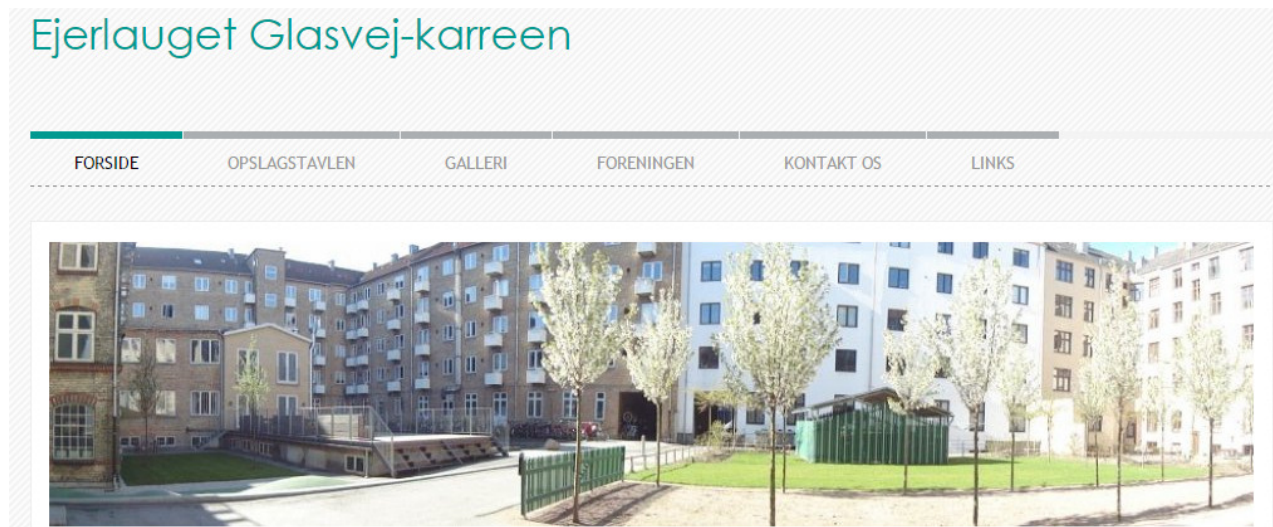 Ejerlauget Glasvej-karreen
FORSIDE OPSLAGSTAVLEN GALLERI FORENINGEN KONTAKT OS LINKS